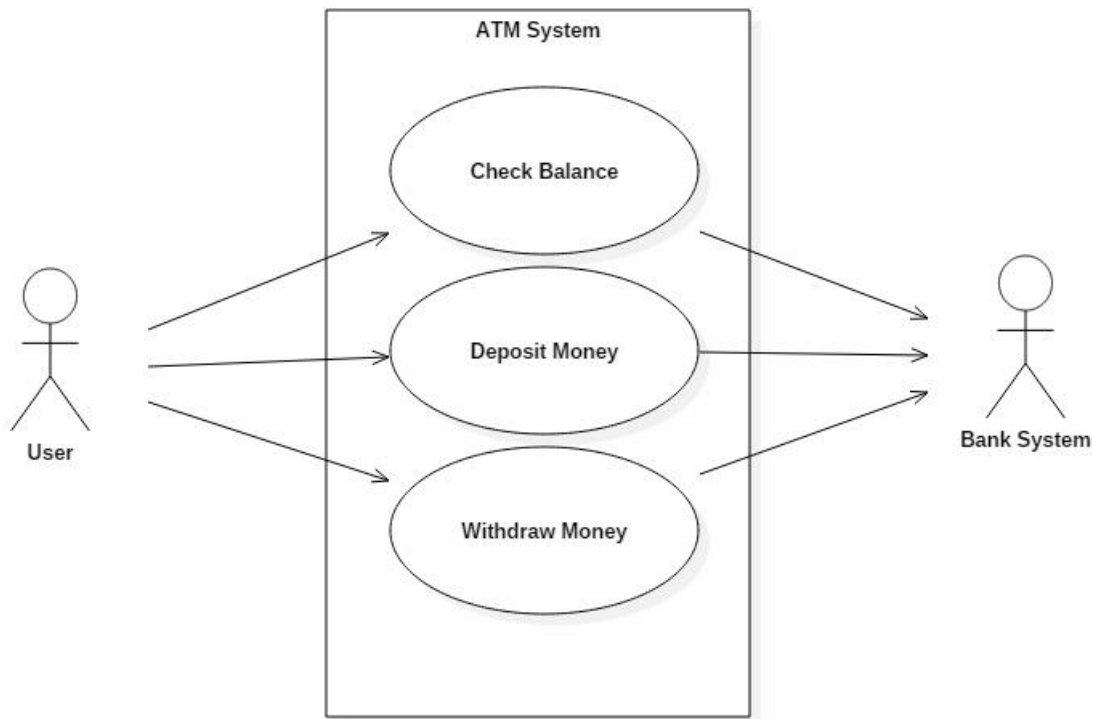 ATM System
Check Balance
Deposit Money
User
Bank System
Withdraw Money